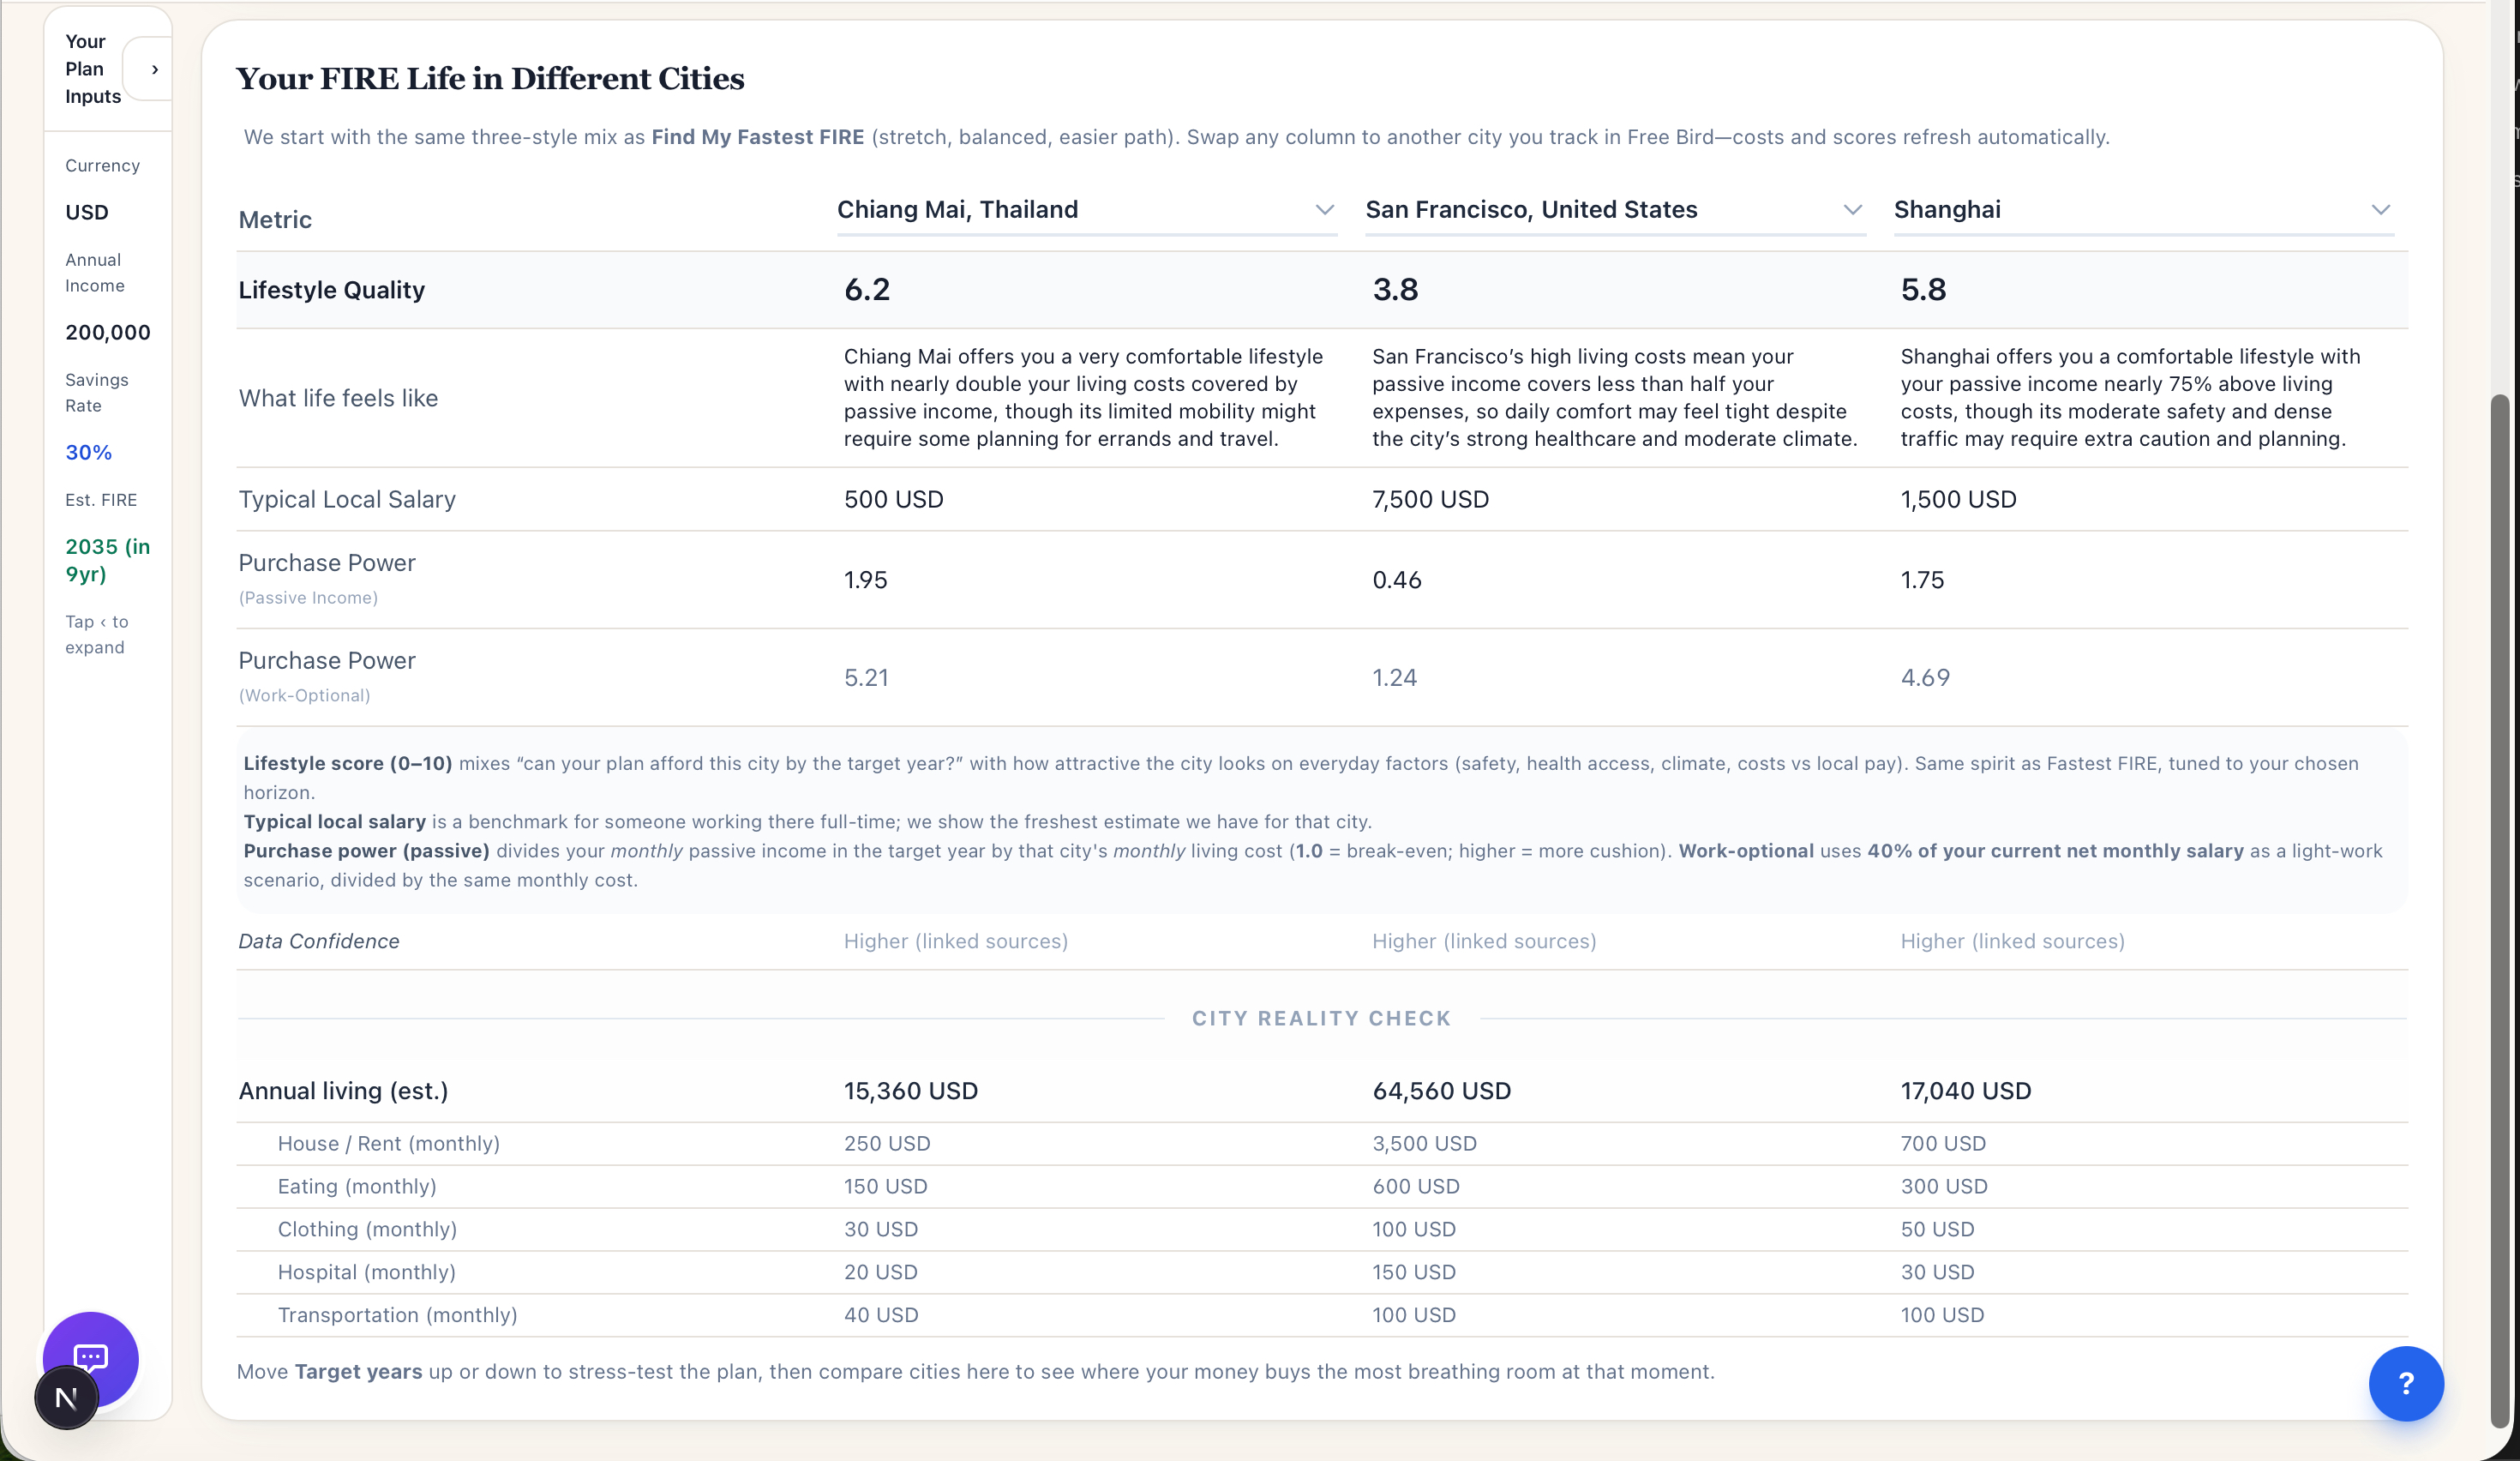 Your
Plan
Inputs
›
Currency
USD
Annual
Income
200,000
Savings
Rate
30%
Est. FIRE
2035 (in
9yr)
Tap ‹ to
expand
Your FIRE Life in Different Cities
We start with the same three-style mix as Find My Fastest FIRE (stretch, balanced, easier path). Swap any column to another city you track in Free Bird—costs and scores refresh automatically.
Metric Chiang Mai, Thailand San Francisco, United States Shanghai
Lifestyle Quality 6.2 3.8 5.8
What life feels like
Chiang Mai offers you a very comfortable lifestyle
with nearly double your living costs covered by
passive income, though its limited mobility might
require some planning for errands and travel.
San Francisco’s high living costs mean your
passive income covers less than half your
expenses, so daily comfort may feel tight despite
the city’s strong healthcare and moderate climate.
Shanghai offers you a comfortable lifestyle with
your passive income nearly 75% above living
costs, though its moderate safety and dense
traffic may require extra caution and planning.
Typical Local Salary 500 USD 7,500 USD 1,500 USD
Purchase Power
(Passive Income)
1.95 0.46 1.75
Purchase Power
(Work-Optional)
5.21 1.24 4.69
Lifestyle score (0–10) mixes “can your plan afford this city by the target year?” with how attractive the city looks on everyday factors (safety, health access, climate, costs vs local pay). Same spirit as Fastest FIRE, tuned to your chosen
horizon.
Typical local salary is a benchmark for someone working there full-time; we show the freshest estimate we have for that city.
Purchase power (passive) divides your monthly passive income in the target year by that city's monthly living cost (1.0 = break-even; higher = more cushion). Work-optional uses 40% of your current net monthly salary as a light-work
scenario, divided by the same monthly cost.
Data Confidence Higher (linked sources) Higher (linked sources) Higher (linked sources)
CITY REALITY CHECK
Annual living (est.) 15,360 USD 64,560 USD 17,040 USD
House / Rent (monthly) 250 USD 3,500 USD 700 USD
Eating (monthly) 150 USD 600 USD 300 USD
Clothing (monthly) 30 USD 100 USD 50 USD
Hospital (monthly) 20 USD 150 USD 30 USD
Transportation (monthly) 40 USD 100 USD 100 USD
Move Target years up or down to stress-test the plan, then compare cities here to see where your money buys the most breathing room at that moment.
N
?